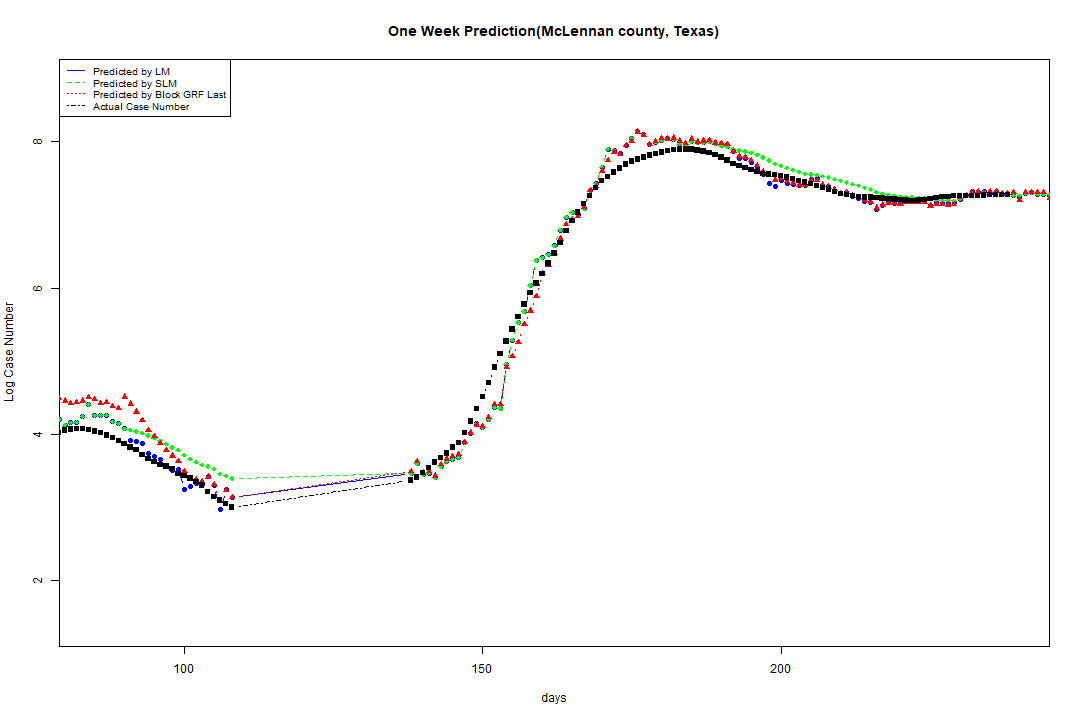 One Week Prediction(McLennan county, Texas)
Predicted by LM
Predicted by SLM
Predicted by Block GRF Last
Actual Case Number
8
6
4
2
Log Case Number
100 150 200
days